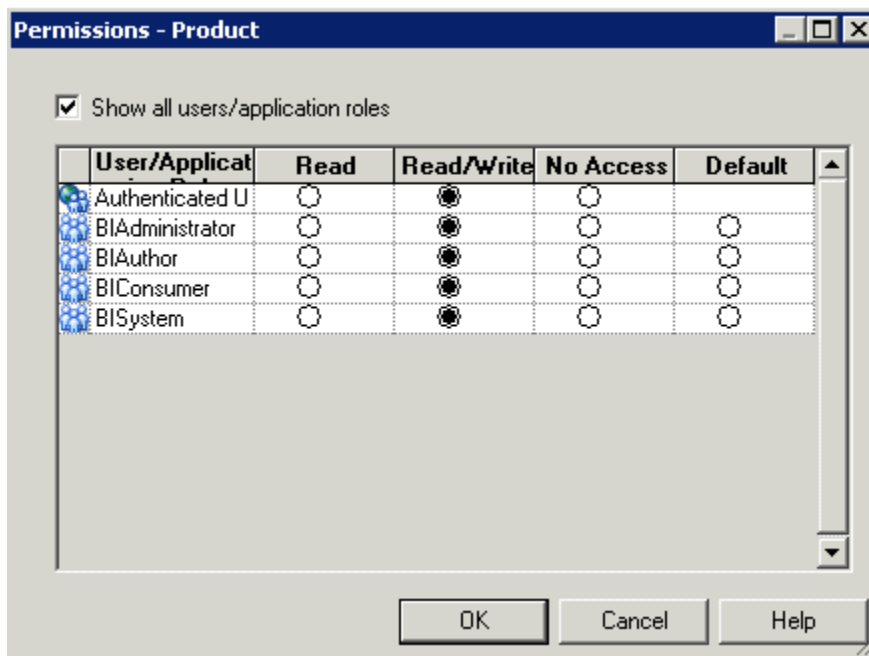 Permissions - Product
Show all users/application roles
User/Applicat Read Read/Write No Access Default
Authenticated U
BIAdministrator
BIAuthor
BIConsumer
BISystem
OK Cancel Help